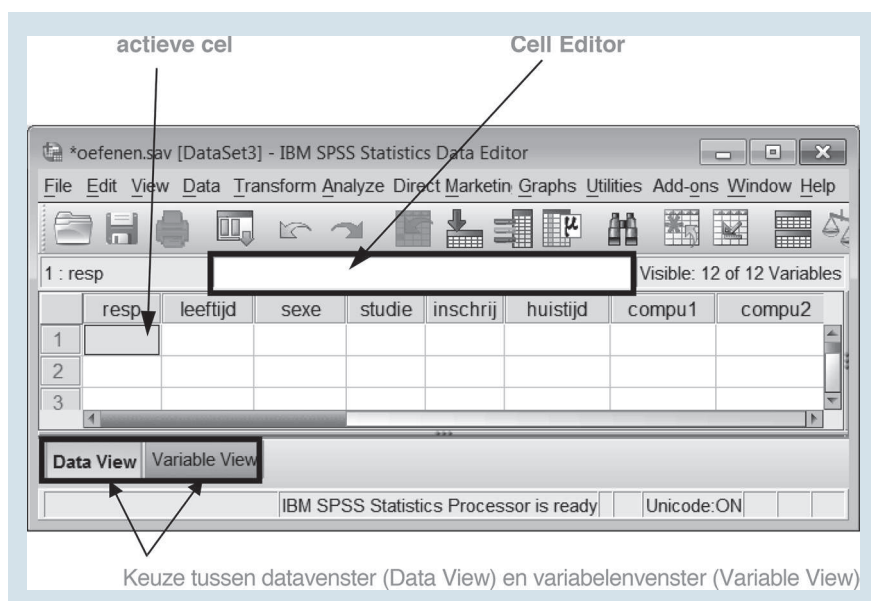 actieve cel Cell Editor
*oefenen.sav [DataSet3] - IBM SPSS Statistics Data Editor
File Edit View Data Transform Analyze Direct Marketin Graphs Utilities Add-ons Window Help
1 : resp Visible: 12 of 12 Variables
resp leeftijd sexe studie inschrij huistijd compu1 compu2
1
2
3
Data View Variable View
IBM SPSS Statistics Processor is ready Unicode:ON
Keuze tussen datavenster (Data View) en variabelenvenster (Variable View)